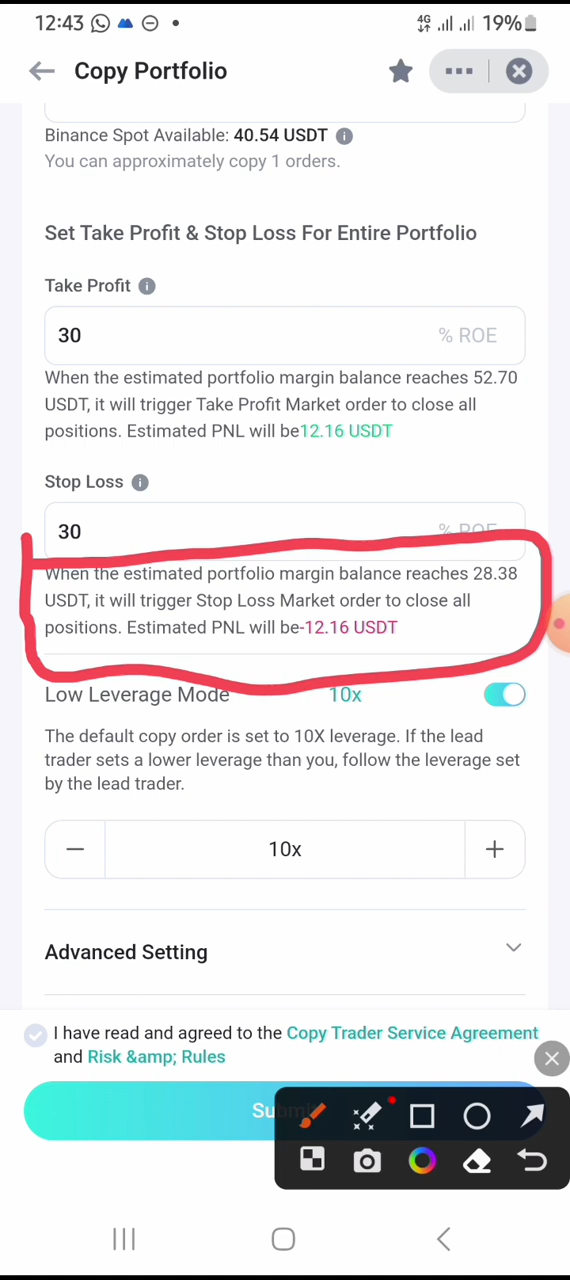 12:43
4G
19%
Copy Portfolio
Binance Spot Available: 40.54 USDT
You can approximately copy 1 orders.
Set Take Profit & Stop Loss For Entire Portfolio
Take Profit
30 % ROE
When the estimated portfolio margin balance reaches 52.70
USDT, it will trigger Take Profit Market order to close all
positions. Estimated PNL will be12.16 USDT
Stop Loss
30 % ROE
When the estimated portfolio margin balance reaches 28.38
USDT, it will trigger Stop Loss Market order to close all
positions. Estimated PNL will be-12.16 USDT
Low Leverage Mode 10x
The default copy order is set to 10X leverage. If the lead
trader sets a lower leverage than you, follow the leverage set
by the lead trader.
10x
Advanced Setting
I have read and agreed to the Copy Trader Service Agreement
and Risk &amp; Rules